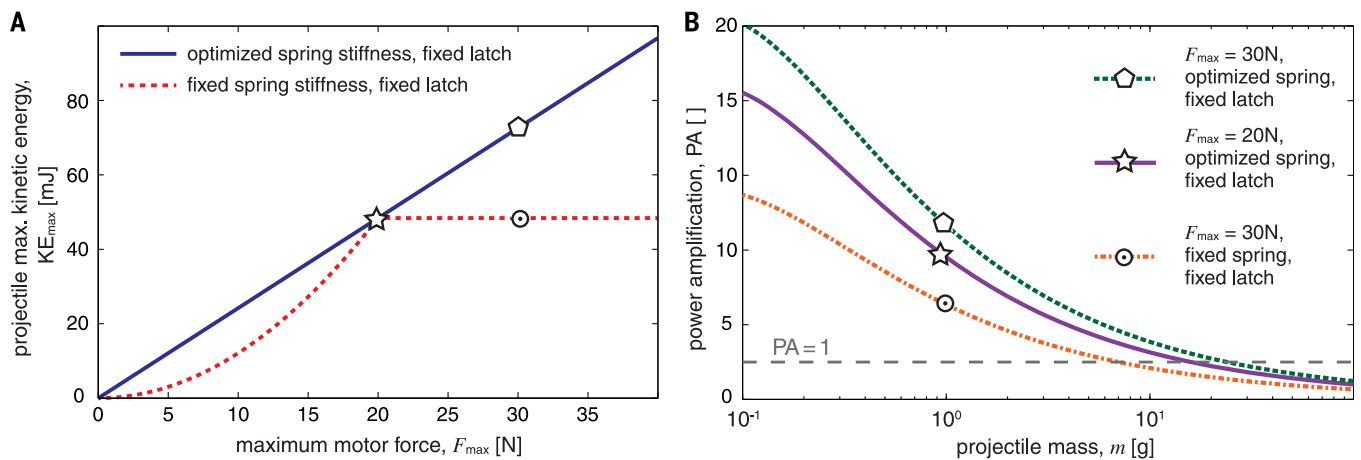 A
projectile max. kinetic energy,
KEmax [mJ]
80
60
40
20
0
optimized spring stiffness, fixed latch
fixed spring stiffness, fixed latch
0
5
10
15
20
25
30
35
maximum motor force, Fmax [N]
B
power amplification, PA [ ]
20
15
10
10
5
0
Fmax = 30N,
optimized spring,
fixed latch
Fmax = 20N,
optimized spring,
fixed latch
Fmax = 30N,
fixed spring,
fixed latch
PA = 1
10⁻¹
10⁰
10¹
projectile mass, m [g]